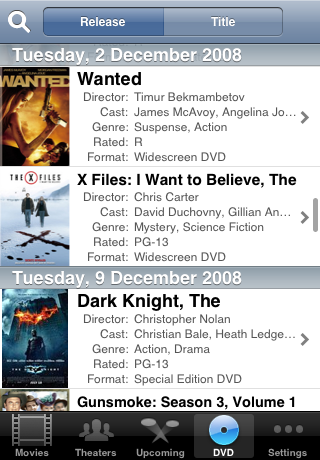 Release Title
Tuesday, 2 December 2008
WANTED
Wanted
Director: Timur Bekmambetov
Cast: James McAvoy, Angelina Jo...
Genre: Suspense, Action
Rated: R
Format: Widescreen DVD
THE X FILES
X Files: I Want to Believe, The
Director: Chris Carter
Cast: David Duchovny, Gillian An...
Genre: Mystery, Science Fiction
Rated: PG-13
Format: Widescreen DVD
Tuesday, 9 December 2008
Dark Knight, The
Director: Christopher Nolan
Cast: Christian Bale, Heath Ledge...
Genre: Action, Drama
Rated: PG-13
Format: Special Edition DVD
Gunsmoke: Season 3, Volume 1
Movies Theaters Upcoming DVD Settings